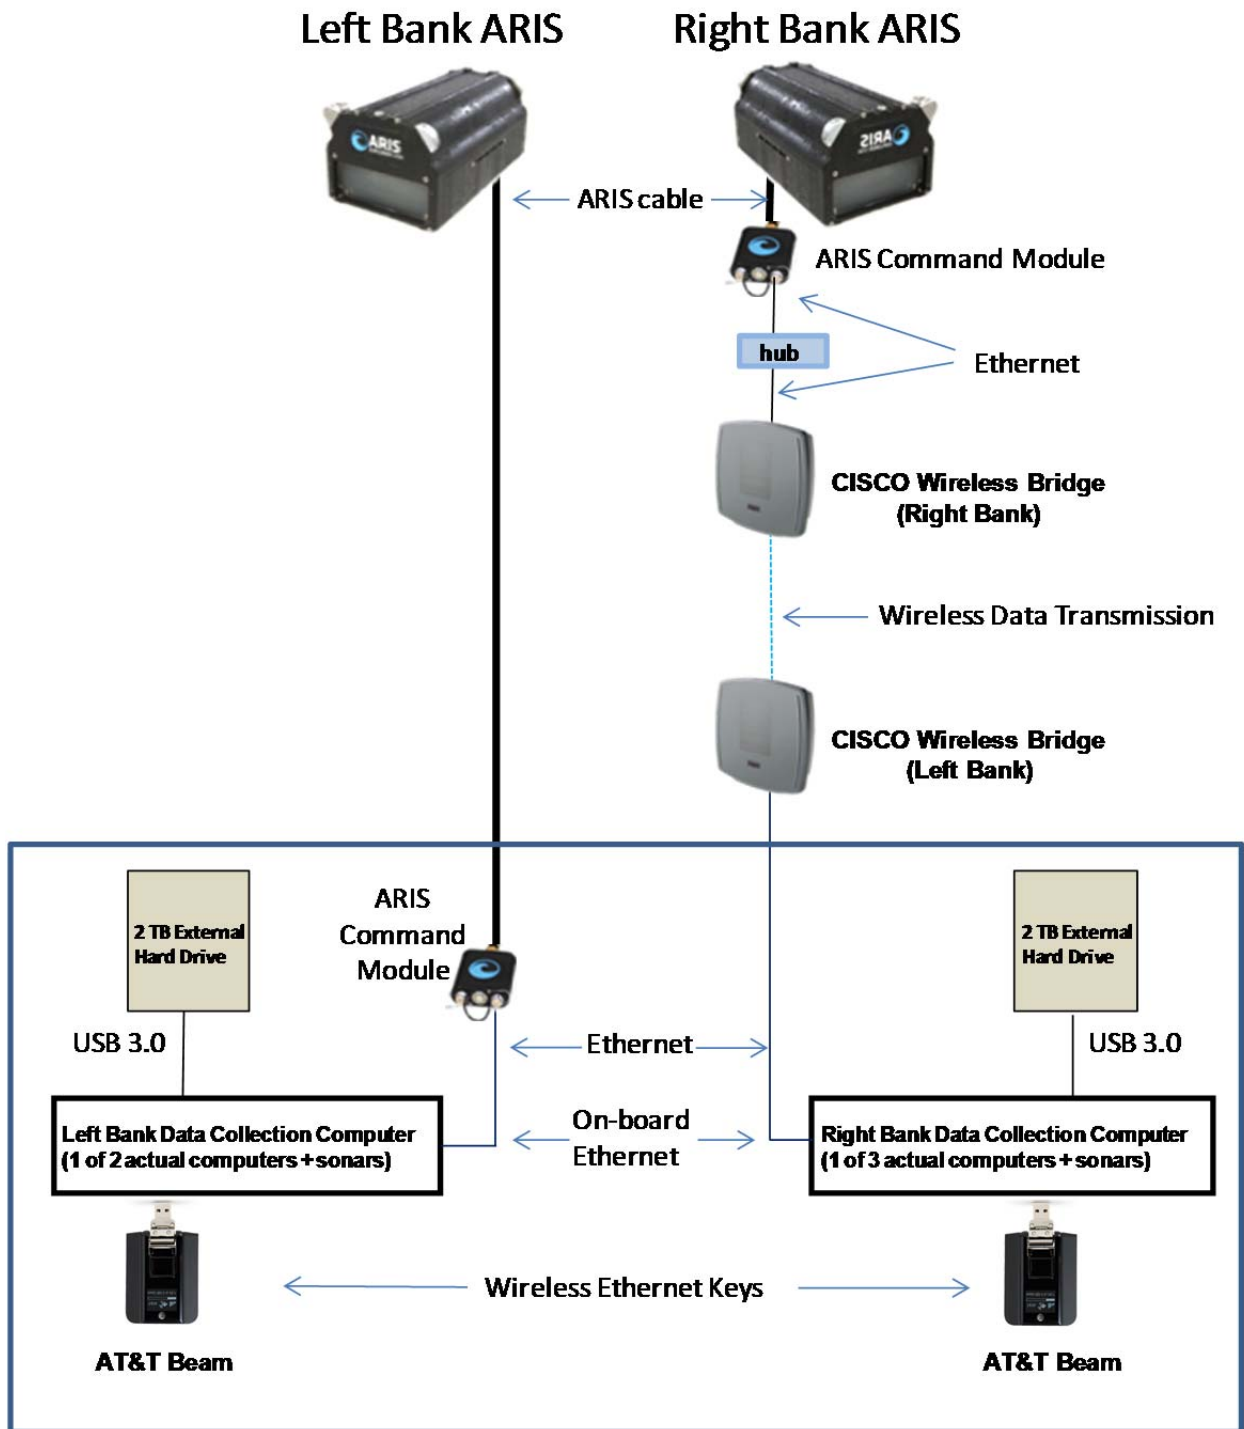 Left Bank ARIS
Right Bank ARIS
ARIS
ARIS
ARIS cable
ARIS Command Module
hub
Ethernet
CISCO Wireless Bridge
(Right Bank)
Wireless Data Transmission
CISCO Wireless Bridge
(Left Bank)
2 TB External
Hard Drive
ARIS
Command
Module
2 TB External
Hard Drive
USB 3.0
Ethernet
USB 3.0
On-board
Ethernet
Left Bank Data Collection Computer
(1 of 2 actual computers + sonars)
Right Bank Data Collection Computer
(1 of 3 actual computers + sonars)
Wireless Ethernet Keys
AT&T Beam
AT&T Beam